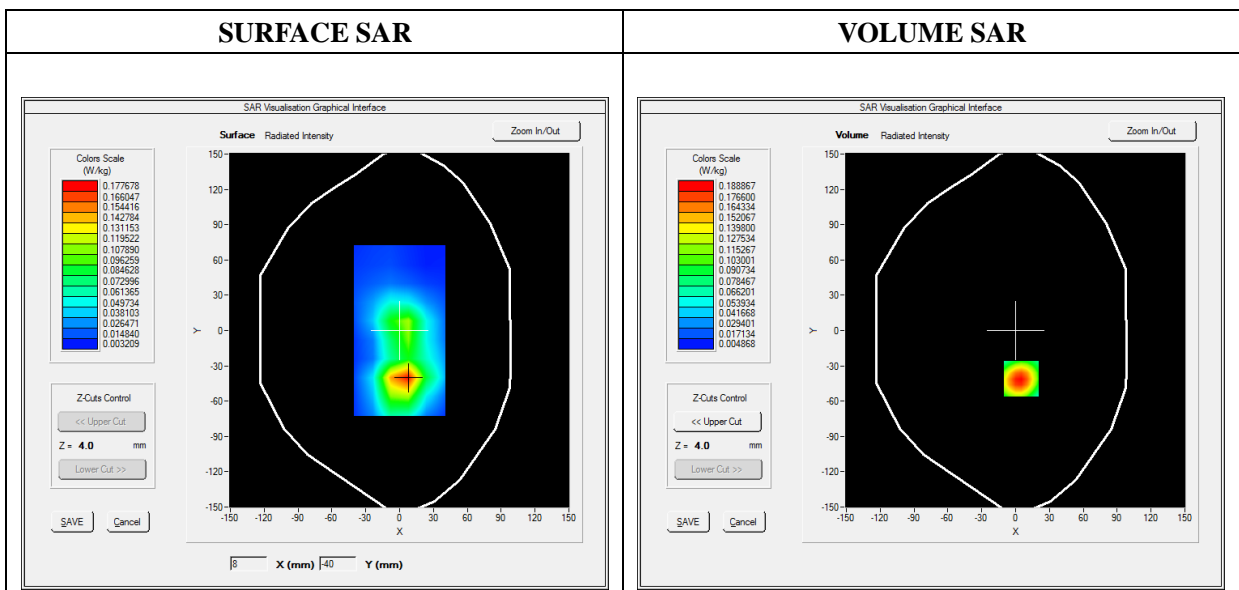 SURFACE SAR
VOLUME SAR
SAR Visualisation Graphical Interface
Surface Radiated Intensity
Zoom In/Out
Colors Scale
(W/kg)
0.177678
0.166047
0.154416
0.142784
0.131153
0.119522
0.107890
0.096259
0.084628
0.072996
0.061365
0.049734
0.038103
0.026471
0.014840
0.003209
Z-Cuts Control
<< Upper Cut
Z = 4.0 mm
Lower Cut >>
SAVE Cancel
150
120
90
60
30
0
-30
-60
-90
-120
-150
Y
-150 -120 -90 -60 -30 0 30 60 90 120 150
X
8 X (mm) -40 Y (mm)
SAR Visualisation Graphical Interface
Volume Radiated Intensity
Zoom In/Out
Colors Scale
(W/kg)
0.188867
0.176600
0.164334
0.152067
0.139800
0.127534
0.115267
0.103001
0.090734
0.078467
0.066201
0.053934
0.041668
0.029401
0.017134
0.004868
Z-Cuts Control
<< Upper Cut
Z = 4.0 mm
Lower Cut >>
SAVE Cancel
150
120
90
60
30
0
-30
-60
-90
-120
-150
Y
-150 -120 -90 -60 -30 0 30 60 90 120 150
X